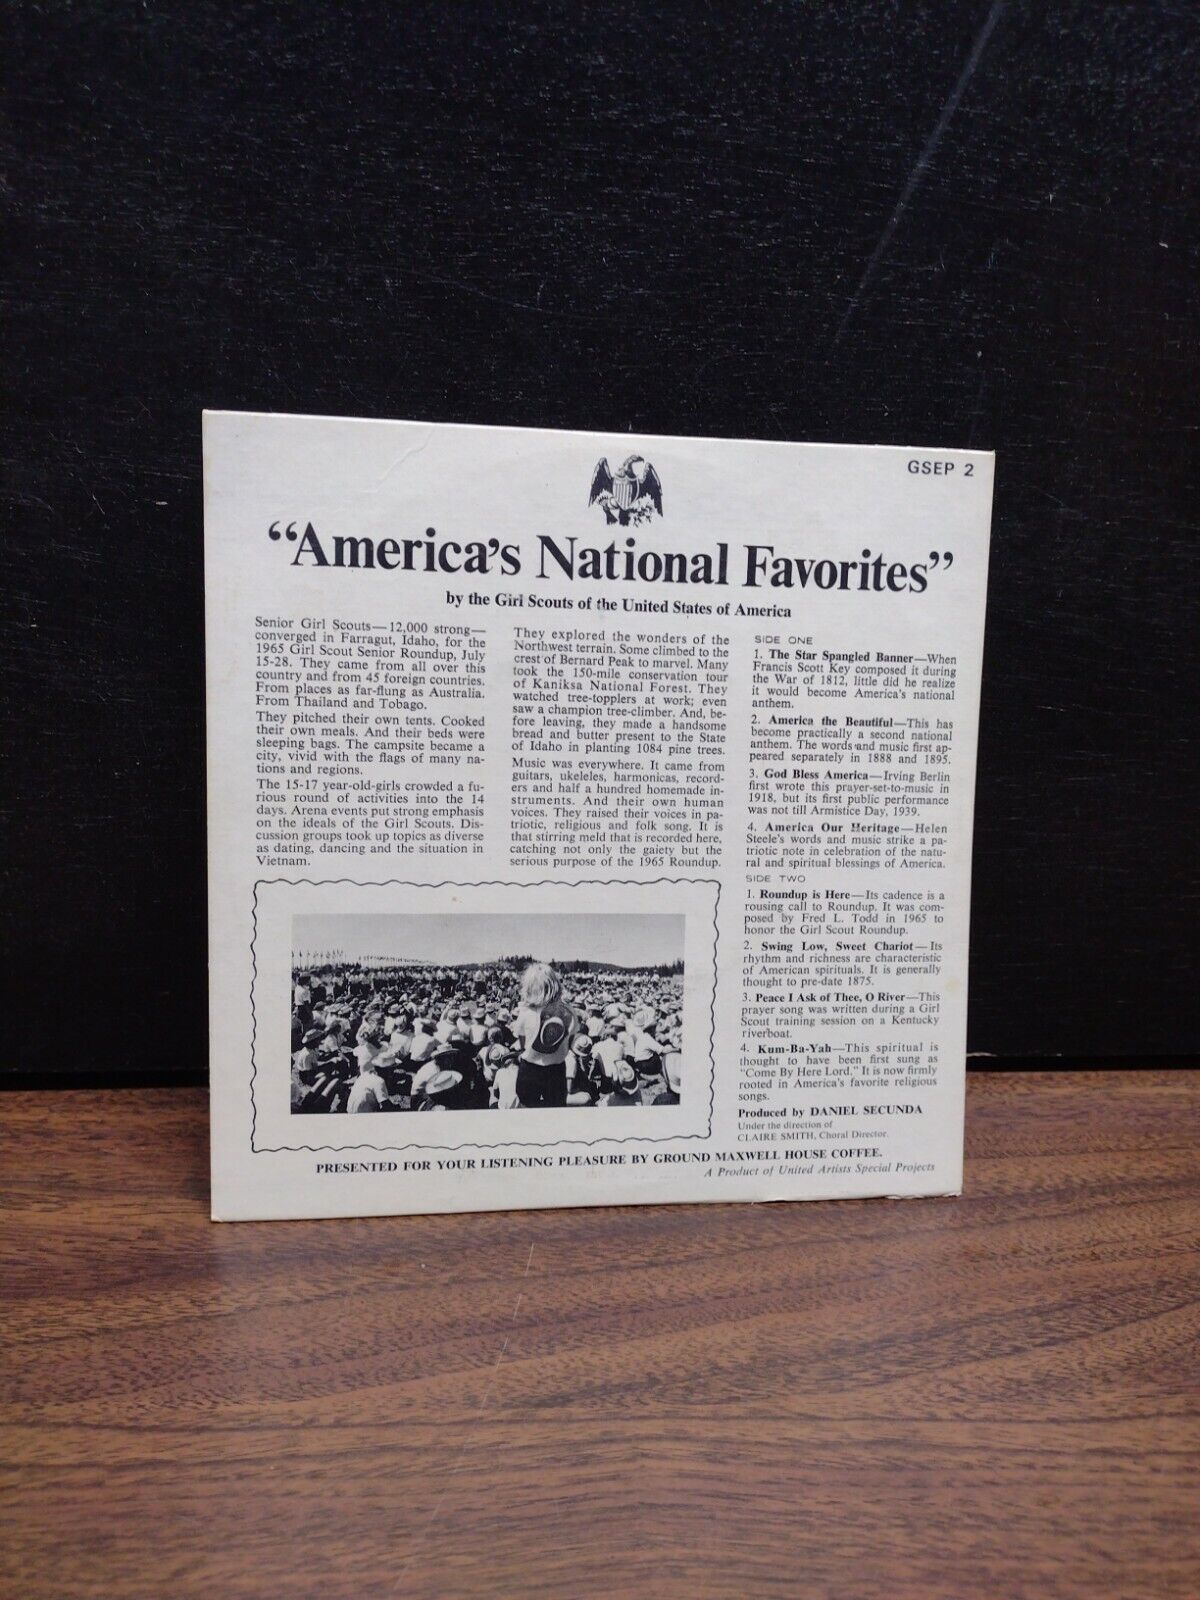 GSEP 2
“America’s National Favorites”
by the Girl Scouts of the United States of America
Senior Girl Scouts—12,000 strong—
converged in Farragut, Idaho, for the
1965 Girl Scout Senior Roundup, July
15-28. They came from all over this
country and from 45 foreign countries.
From places as far-flung as Australia.
From Thailand and Tobago.
They pitched their own tents. Cooked
their own meals. And their beds were
sleeping bags. The campsite became a
city, vivid with the flags of many na-
tions and regions.
The 15-17 year-old-girls crowded a fu-
rious round of activities into the 14
days. Arena events put strong emphasis
on the ideals of the Girl Scouts. Dis-
cussion groups took up topics as diverse
as dating, dancing and the situation in
Vietnam.
They explored the wonders of the
Northwest terrain. Some climbed to the
crest of Bernard Peak to marvel. Many
took the 150-mile conservation tour
of Kaniksa National Forest. They
watched tree-topplers at work; even
saw a champion tree-climber. And, be-
fore leaving, they made a handsome
bread and butter present to the State
of Idaho in planting 1084 pine trees.
Music was everywhere. It came from
guitars, ukeleles, harmonicas, record-
ers and half a hundred homemade in-
struments. And their own human
voices. They raised their voices in pa-
triotic, religious and folk song. It is
that stirring meld that is recorded here,
catching not only the gaiety but the
serious purpose of the 1965 Roundup.
SIDE ONE
1. The Star Spangled Banner—When
Francis Scott Key composed it during
the War of 1812, little did he realize
it would become America's national
anthem.
2. America the Beautiful—This has
become practically a second national
anthem. The words and music first ap-
peared separately in 1888 and 1895.
3. God Bless America—Irving Berlin
first wrote this prayer-set-to-music in
1918, but its first public performance
was not till Armistice Day, 1939.
4. America Our Heritage—Helen
Steele's words and music strike a pa-
triotic note in celebration of the natu-
ral and spiritual blessings of America.
SIDE TWO
1. Roundup is Here—Its cadence is a
rousing call to Roundup. It was com-
posed by Fred L. Todd in 1965 to
honor the Girl Scout Roundup.
2. Swing Low, Sweet Chariot—Its
rhythm and richness are characteristic
of American spirituals. It is generally
thought to pre-date 1875.
3. Peace I Ask of Thee, O River—This
prayer song was written during a Girl
Scout training session on a Kentucky
riverboat.
4. Kum-Ba-Yah—This spiritual is
thought to have been first sung as
"Come By Here Lord." It is now firmly
rooted in America's favorite religious
songs.
Produced by DANIEL SECUNDA
Under the direction of
CLAIRE SMITH, Choral Director.
PRESENTED FOR YOUR LISTENING PLEASURE BY GROUND MAXWELL HOUSE COFFEE.
A Product of United Artists Special Projects